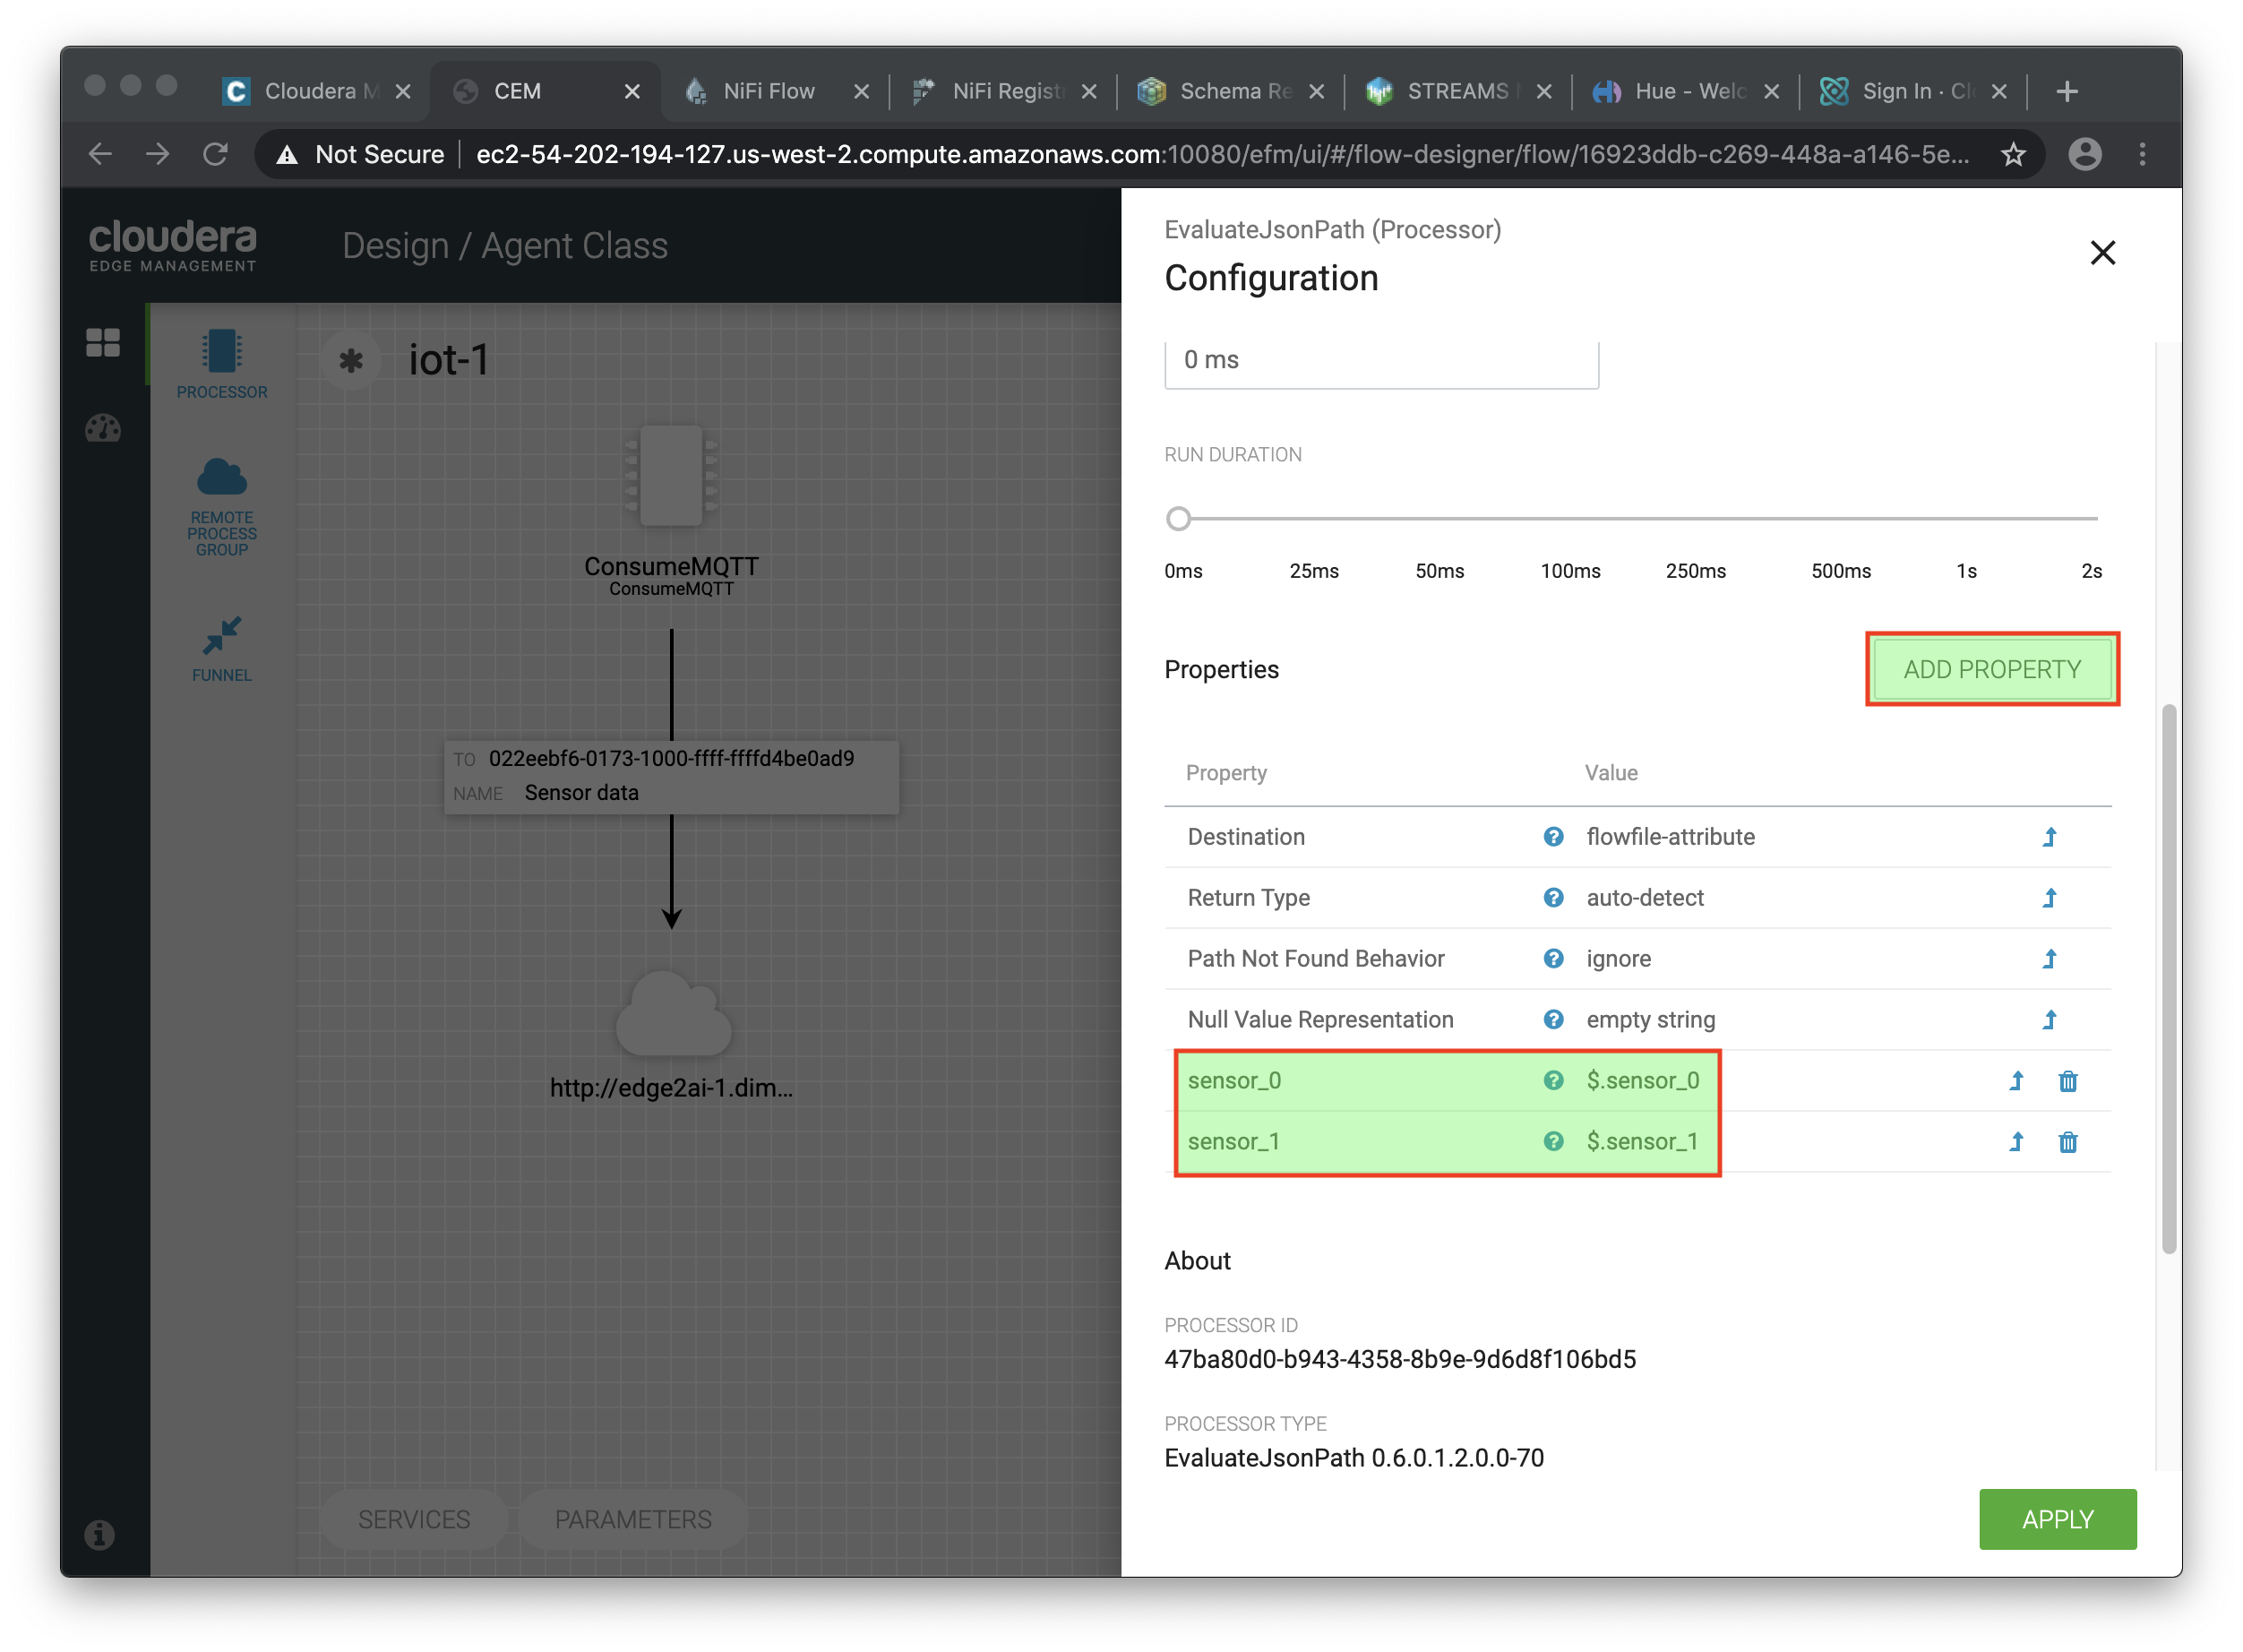 Cloudera M
CEM
NiFi Flow
NiFi Regist
Schema Re
STREAMS
Hue - Welc
Sign In · Cl
Not Secure
ec2-54-202-194-127.us-west-2.compute.amazonaws.com:10080/efm/ui/#/flow-designer/flow/16923ddb-c269-448a-a146-5e...
cloudera
EDGE MANAGEMENT
Design / Agent Class
PROCESSOR
REMOTE
PROCESS
GROUP
FUNNEL
iot-1
ConsumeMQTT
ConsumeMQTT
TO 022eebf6-0173-1000-ffff-ffffd4be0ad9
NAME Sensor data
http://edge2ai-1.dim...
SERVICES
PARAMETERS
EvaluateJsonPath (Processor)
Configuration
0 ms
RUN DURATION
0ms 25ms 50ms 100ms 250ms 500ms 1s 2s
Properties
ADD PROPERTY
Property Value
Destination flowfile-attribute
Return Type auto-detect
Path Not Found Behavior ignore
Null Value Representation empty string
sensor_0 $.sensor_0
sensor_1 $.sensor_1
About
PROCESSOR ID
47ba80d0-b943-4358-8b9e-9d6d8f106bd5
PROCESSOR TYPE
EvaluateJsonPath 0.6.0.1.2.0.0-70
APPLY